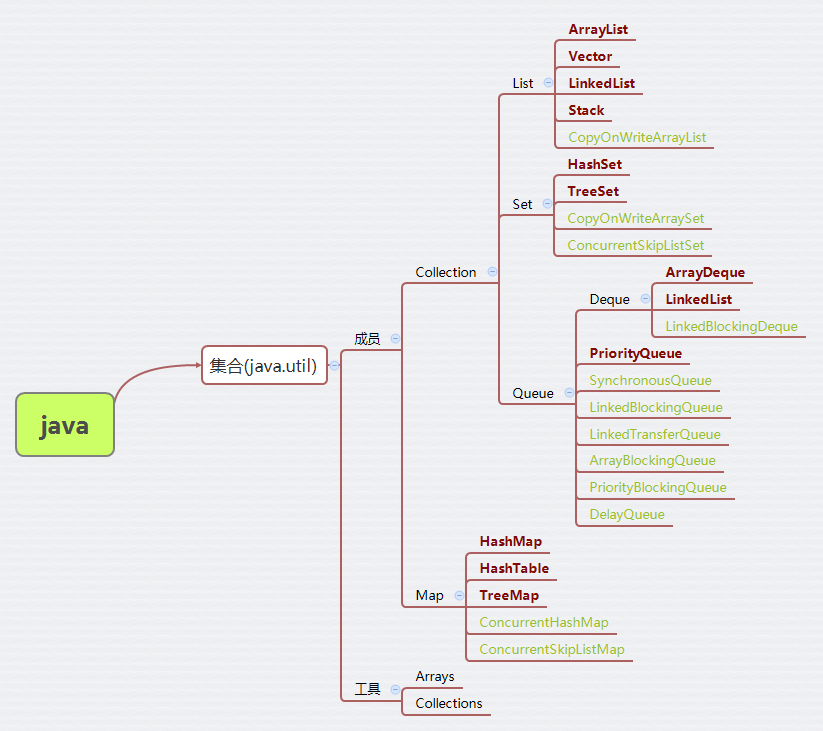 java
集合(java.util)
成员
Collection
List
ArrayList
Vector
LinkedList
Stack
CopyOnWriteArrayList
Set
HashSet
TreeSet
CopyOnWriteArraySet
ConcurrentSkipListSet
Queue
Deque
ArrayDeque
LinkedList
LinkedBlockingDeque
PriorityQueue
SynchronousQueue
LinkedBlockingQueue
LinkedTransferQueue
ArrayBlockingQueue
PriorityBlockingQueue
DelayQueue
Map
HashMap
HashTable
TreeMap
ConcurrentHashMap
ConcurrentSkipListMap
工具
Arrays
Collections